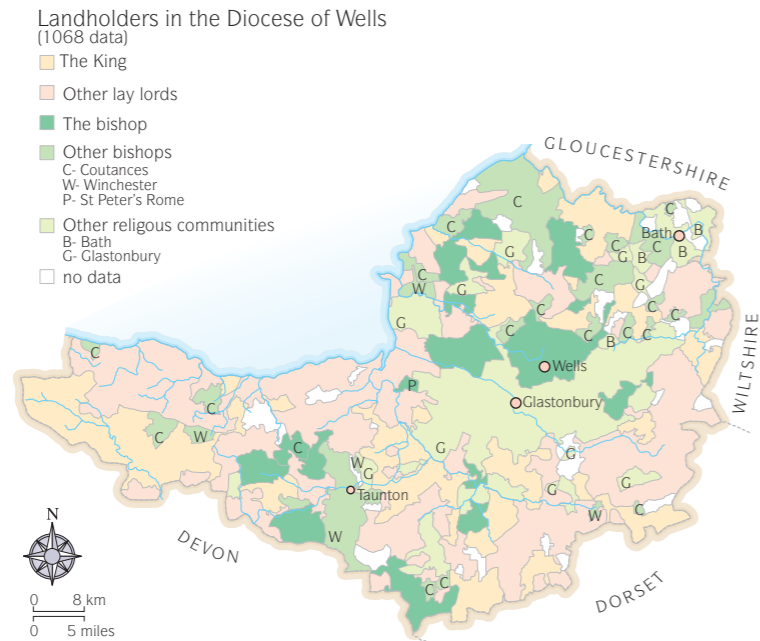 Landholders in the Diocese of Wells
(1068 data)
The King
Other lay lords
The bishop
Other bishops
C- Coutances
W- Winchester
P- St Peter's Rome
Other religous communities
B- Bath
G- Glastonbury
no data
GLOUCESTERSHIRE
C
C
C
Bath
B
C
G
C
C
G
B
B
C
W
G
G
C
C
G
C
C
C
C
B
C
C
WILTSHIRE
C
Wells
P
Glastonbury
C
C
W
C
G
W
G
G
G
Taunton
G
W
C
W
C
C
N
DEVON
DORSET
0 8 km
0 5 miles